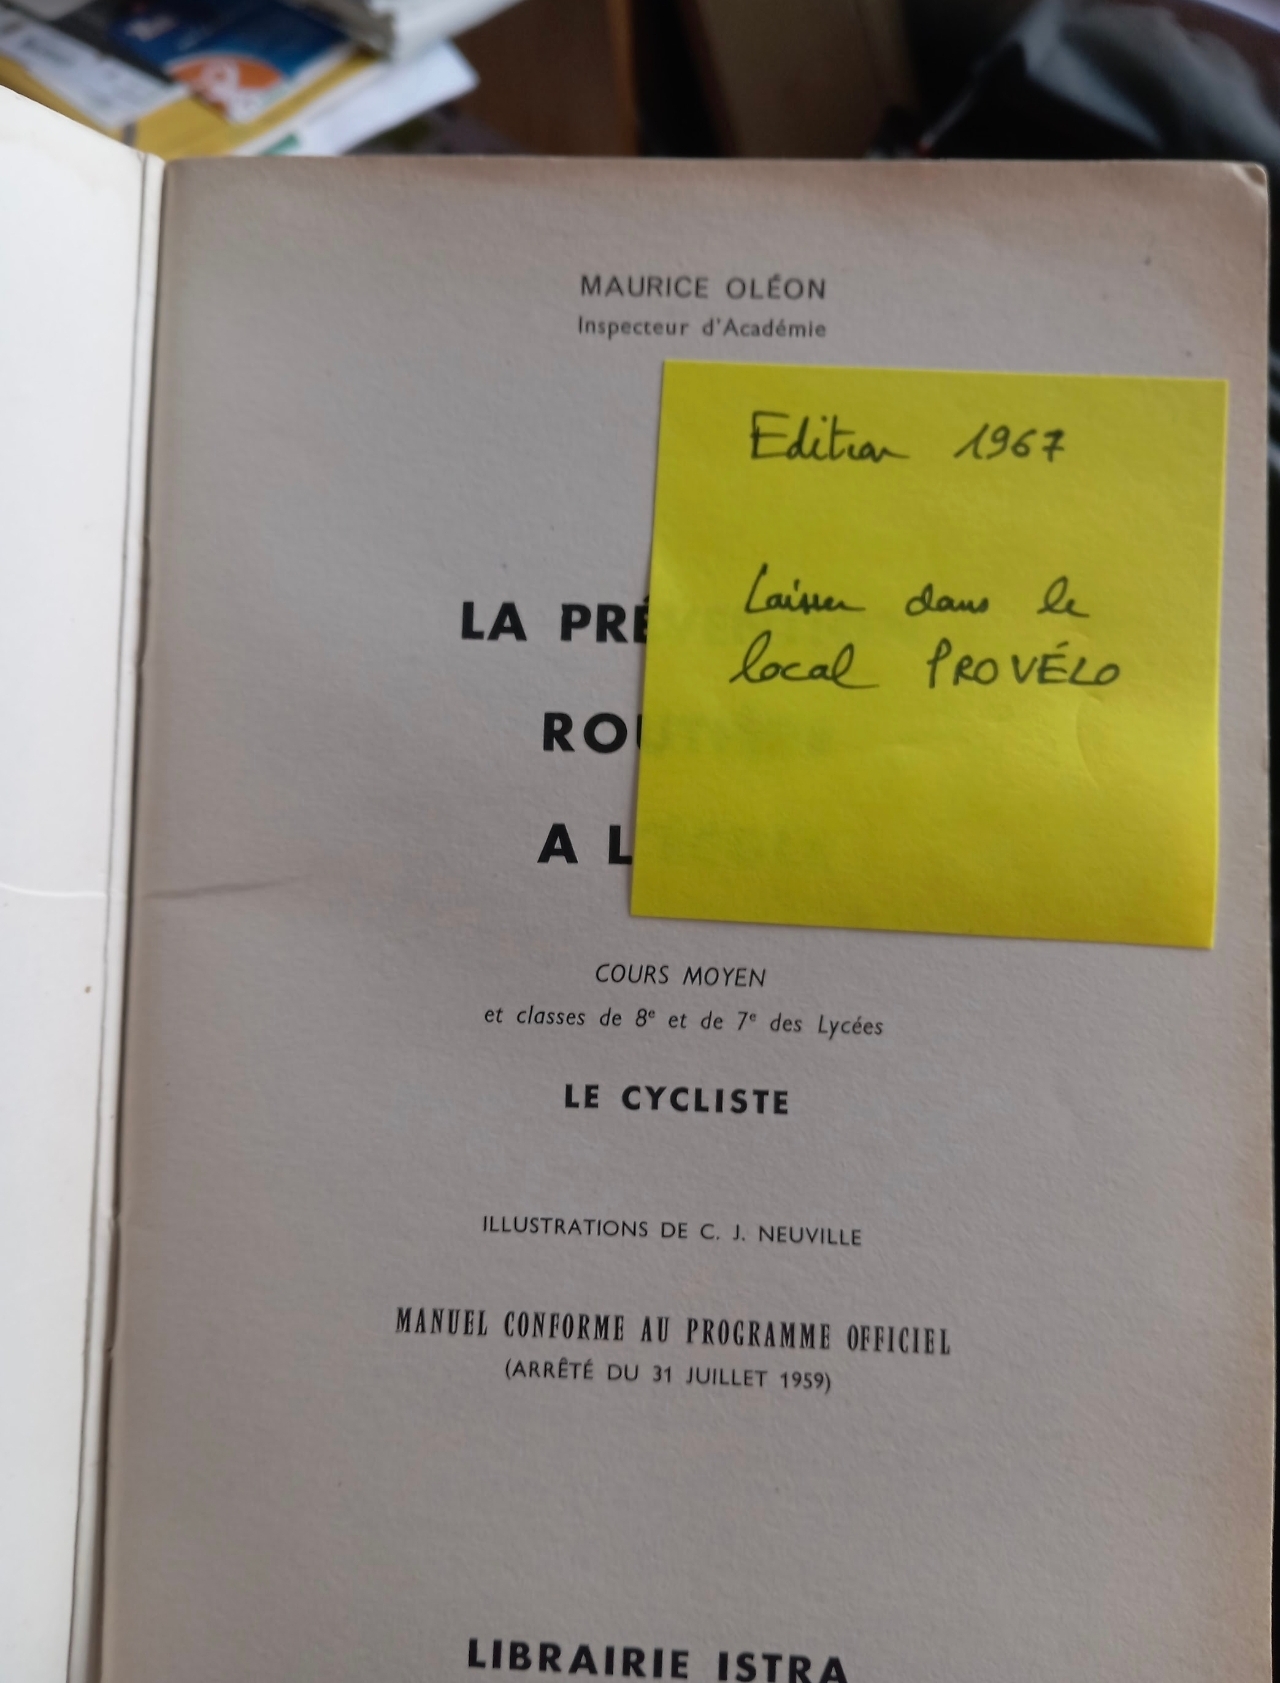 MAURICE OLÉON
Inspecteur d'Académie
Edition 1967
Laisser dans le
local PROVÉLO
LA PRÉ
ROU
A L
COURS MOYEN
et classes de 8e et de 7e des Lycées
LE CYCLISTE
ILLUSTRATIONS DE C. J. NEUVILLE
MANUEL CONFORME AU PROGRAMME OFFICIEL
(ARRÊTÉ DU 31 JUILLET 1959)
LIBRAIRIE ISTRA